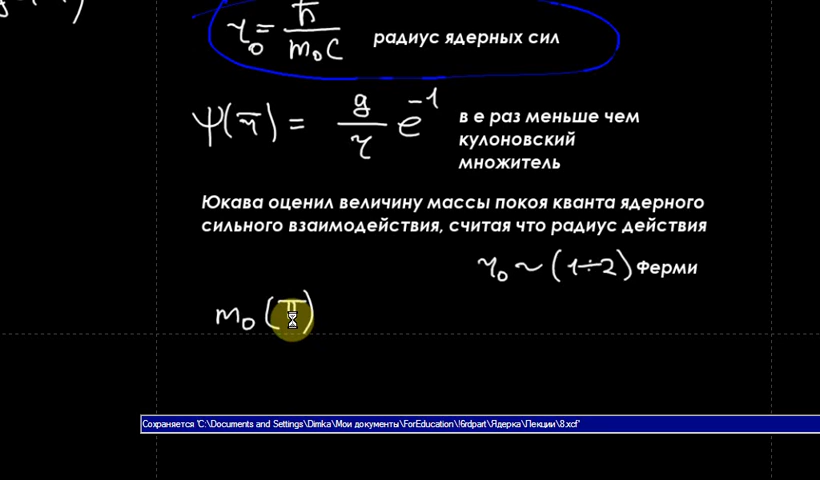 r₀ = ħ / m₀c радиус ядерных сил
ψ(r̄) = g / r e⁻¹ в e раз меньше чем
кулоновский
множитель
Юкава оценил величину массы покоя кванта ядерного
сильного взаимодействия, считая что радиус действия
r₀ ~ (1÷2) Ферми
m₀ (π)
Сохраняется 'C:\Documents and Settings\Dimka\Мои документы\ForEducation\!6rdpart\Ядерка\Лекции\8.xcf'